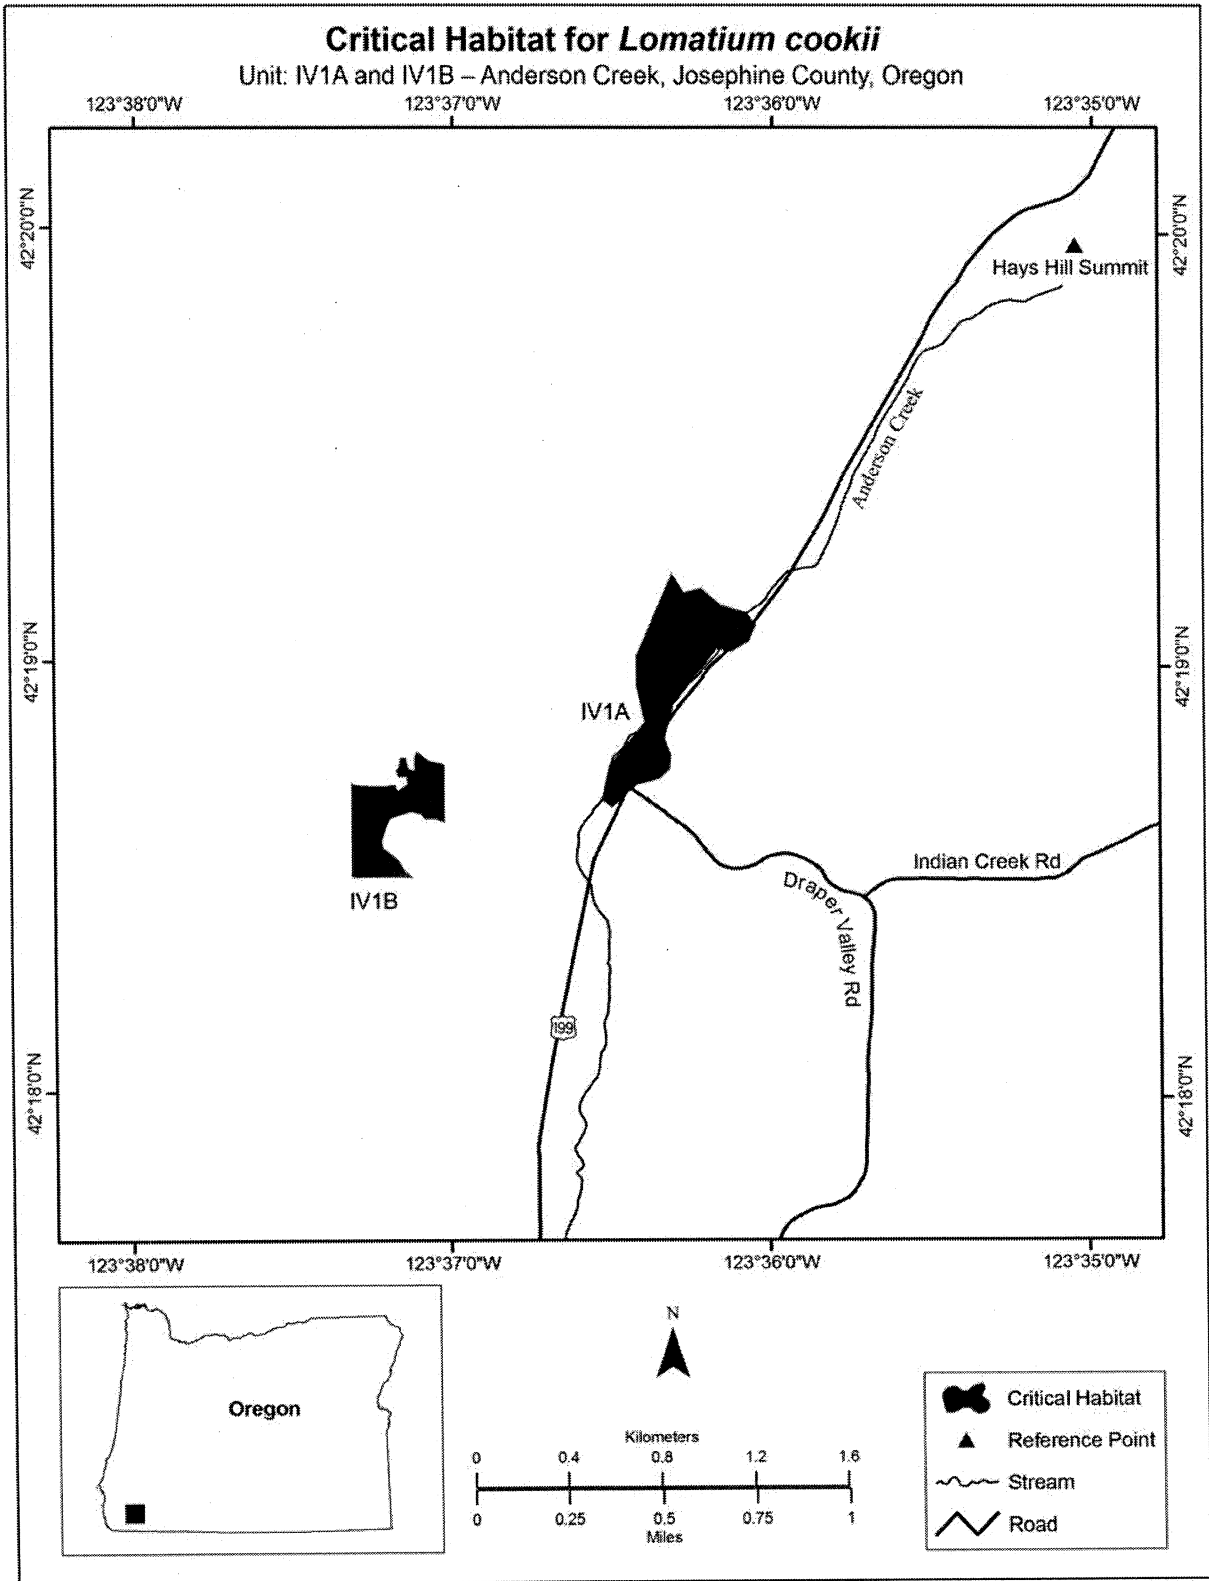 Critical Habitat for Lomatium cookii
Unit: IV1A and IV1B – Anderson Creek, Josephine County, Oregon
123°38'0"W 123°37'0"W 123°36'0"W 123°35'0"W
42°20'0"N
42°20'0"N
Hays Hill Summit
Anderson Creek
42°19'0"N
42°19'0"N
IV1A
IV1B
Indian Creek Rd
Draper Valley Rd
199
42°18'0"N
42°18'0"N
123°38'0"W 123°37'0"W 123°36'0"W 123°35'0"W
Oregon
N
Kilometers
0 0.4 0.8 1.2 1.6
0 0.25 0.5 0.75 1
Miles
Critical Habitat
Reference Point
Stream
Road